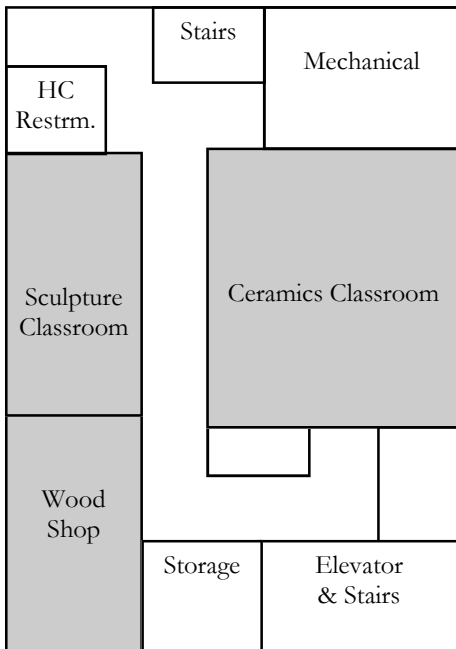 Stairs
Mechanical
HC
Restrm.
Sculpture
Classroom
Ceramics Classroom
Wood
Shop
Storage
Elevator
& Stairs